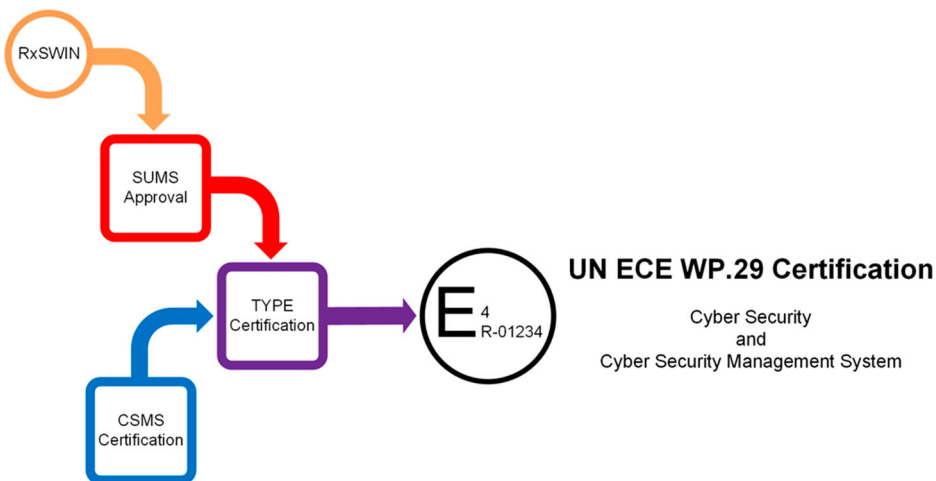 RxSWIN
SUMS
Approval
TYPE
Certification
CSMS
Certification
E
4
R-01234
UN ECE WP.29 Certification
Cyber Security
and
Cyber Security Management System